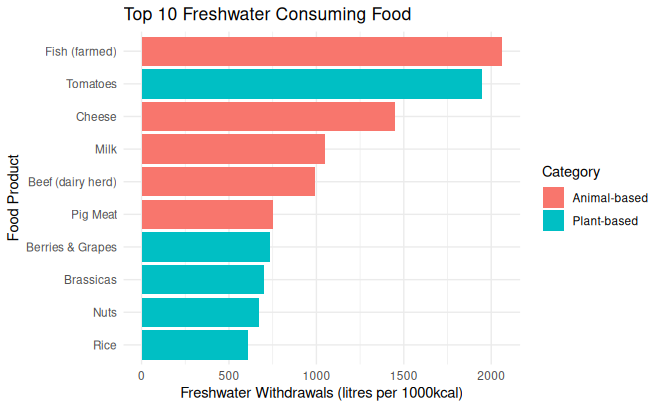 Top 10 Freshwater Consuming Food
Food Product
Fish (farmed)
Tomatoes
Cheese
Milk
Beef (dairy herd)
Pig Meat
Berries & Grapes
Brassicas
Nuts
Rice
0 500 1000 1500 2000
Freshwater Withdrawals (litres per 1000kcal)
Category
Animal-based
Plant-based